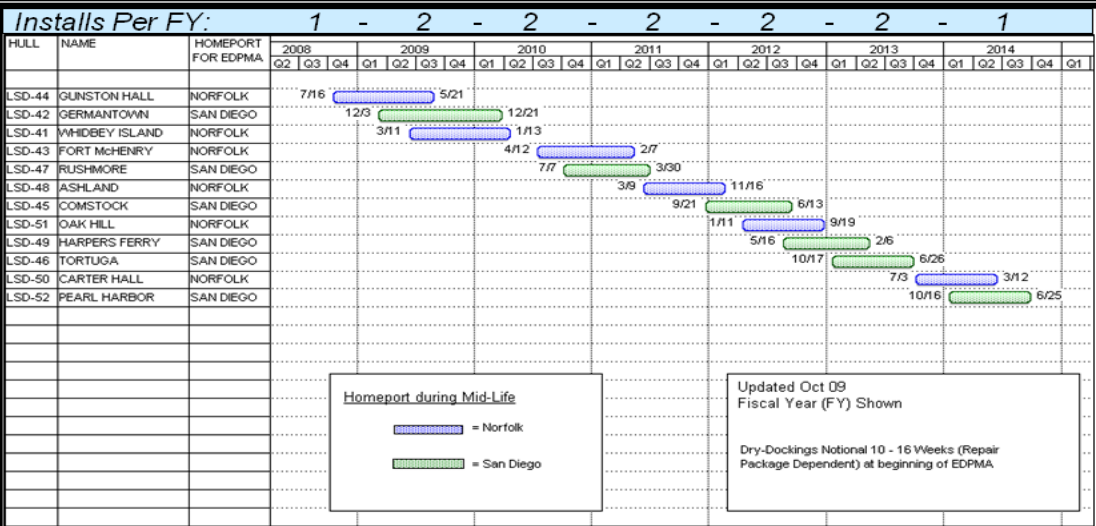 Installs Per FY: 1 - 2 - 2 - 2 - 2 - 2 - 1
HULL NAME HOMEPORT FOR EDPMA 2008 2009 2010 2011 2012 2013 2014
Q2 Q3 Q4 Q1 Q2 Q3 Q4 Q1 Q2 Q3 Q4 Q1 Q2 Q3 Q4 Q1 Q2 Q3 Q4 Q1 Q2 Q3 Q4 Q1 Q2 Q3 Q4 Q1
LSD-44 GUNSTON HALL NORFOLK 7/16 5/21
LSD-42 GERMANTOWN SAN DIEGO 12/3 12/21
LSD-41 WHIDBEY ISLAND NORFOLK 3/11 1/13
LSD-43 FORT McHENRY NORFOLK 4/12 2/7
LSD-47 RUSHMORE SAN DIEGO 7/7 3/30
LSD-48 ASHLAND NORFOLK 3/9 11/16
LSD-45 COMSTOCK SAN DIEGO 9/21 6/13
LSD-51 OAK HILL NORFOLK 1/11 9/19
LSD-49 HARPERS FERRY SAN DIEGO 5/16 2/6
LSD-46 TORTUGA SAN DIEGO 10/17 6/26
LSD-50 CARTER HALL NORFOLK 7/3 3/12
LSD-52 PEARL HARBOR SAN DIEGO 10/16 6/25
Homeport during Mid-Life
= Norfolk
= San Diego
Updated Oct 09
Fiscal Year (FY) Shown
Dry-Dockings Notional 10 - 16 Weeks (Repair
Package Dependent) at beginning of EDPMA